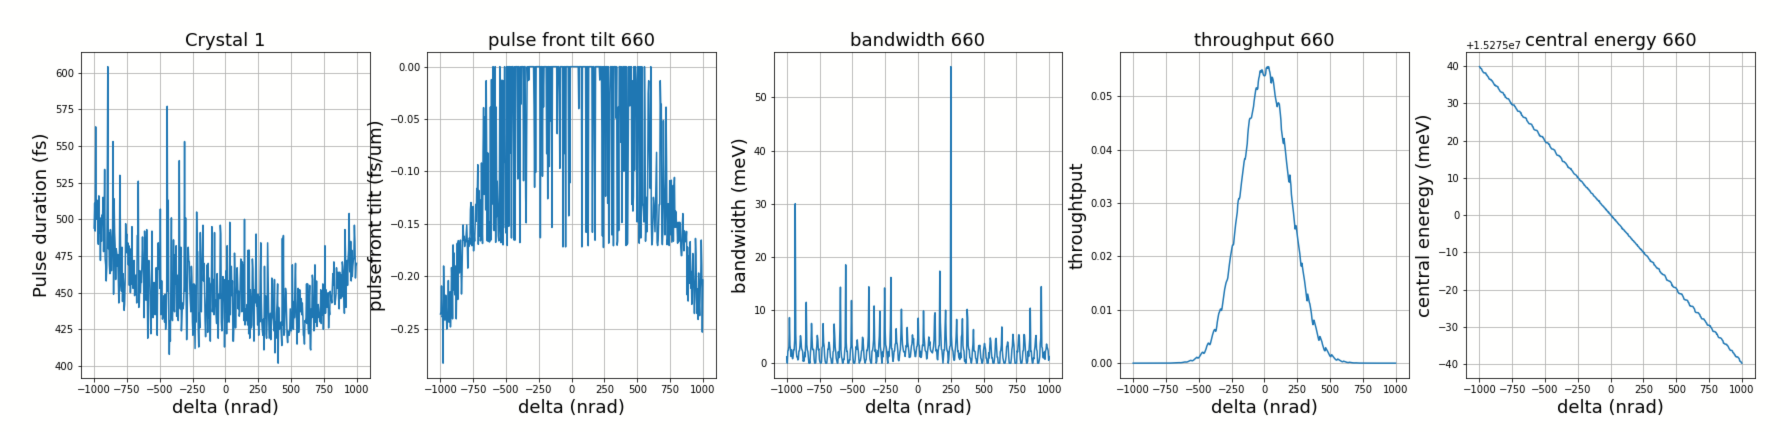 Crystal 1
Pulse duration (fs)
600
575
550
525
500
475
450
425
400
−1000 −750 −500 −250 0 250 500 750 1000
delta (nrad)
pulse front tilt 660
pulsefront tilt (fs/um)
0.00
−0.05
−0.10
−0.15
−0.20
−0.25
−1000 −750 −500 −250 0 250 500 750 1000
delta (nrad)
bandwidth 660
bandwidth (meV)
50
40
30
20
10
0
−1000 −750 −500 −250 0 250 500 750 1000
delta (nrad)
throughput 660
throughtput
0.05
0.04
0.03
0.02
0.01
0.00
−1000 −750 −500 −250 0 250 500 750 1000
delta (nrad)
central energy 660
+1.5275e7
central eneergy (meV)
40
30
20
10
0
−10
−20
−30
−40
−1000 −750 −500 −250 0 250 500 750 1000
delta (nrad)